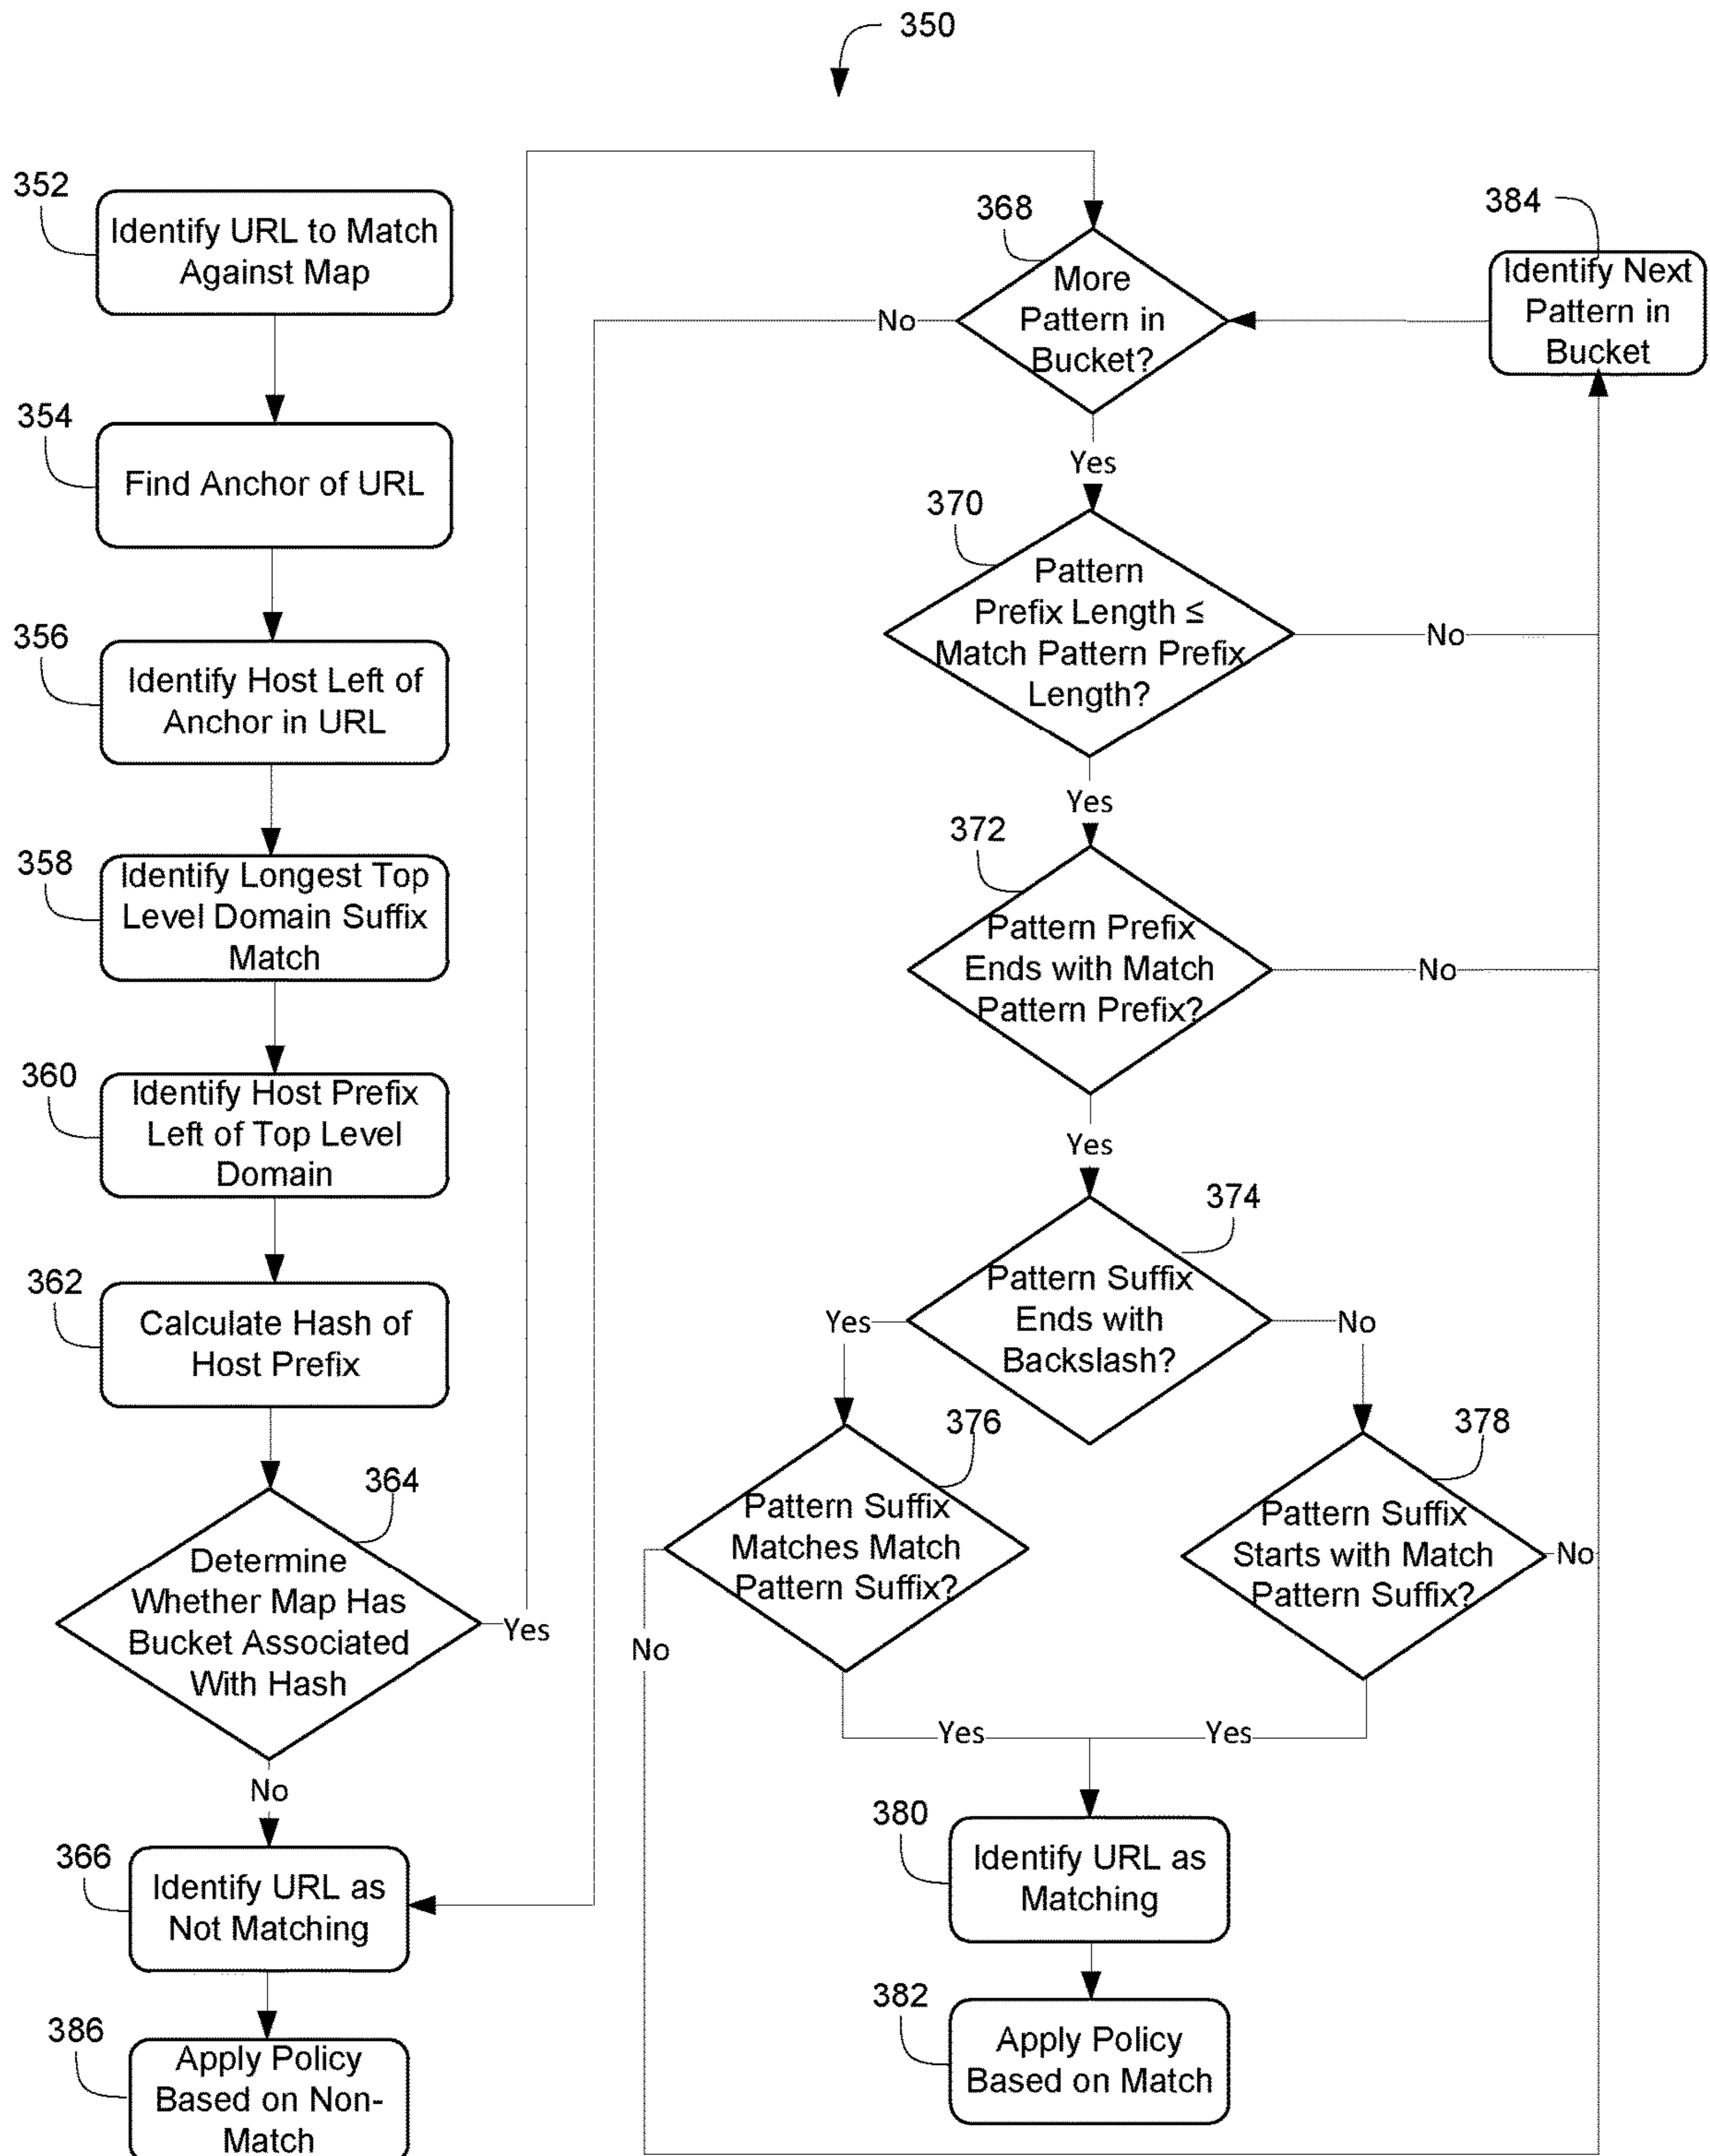 350
352
Identify URL to Match
Against Map
354
Find Anchor of URL
356
Identify Host Left of
Anchor in URL
358
Identify Longest Top
Level Domain Suffix
Match
360
Identify Host Prefix
Left of Top Level
Domain
362
Calculate Hash of
Host Prefix
364
Determine
Whether Map Has
Bucket Associated
With Hash
Yes
No
366
Identify URL as
Not Matching
386
Apply Policy
Based on Non-
Match
368
More
Pattern in
Bucket?
No
Yes
384
Identify Next
Pattern in
Bucket
370
Pattern
Prefix Length ≤
Match Pattern Prefix
Length?
No
Yes
372
Pattern Prefix
Ends with Match
Pattern Prefix?
No
Yes
374
Pattern Suffix
Ends with
Backslash?
Yes
No
376
Pattern Suffix
Matches Match
Pattern Suffix?
No
Yes
378
Pattern Suffix
Starts with Match
Pattern Suffix?
No
Yes
380
Identify URL as
Matching
382
Apply Policy
Based on Match